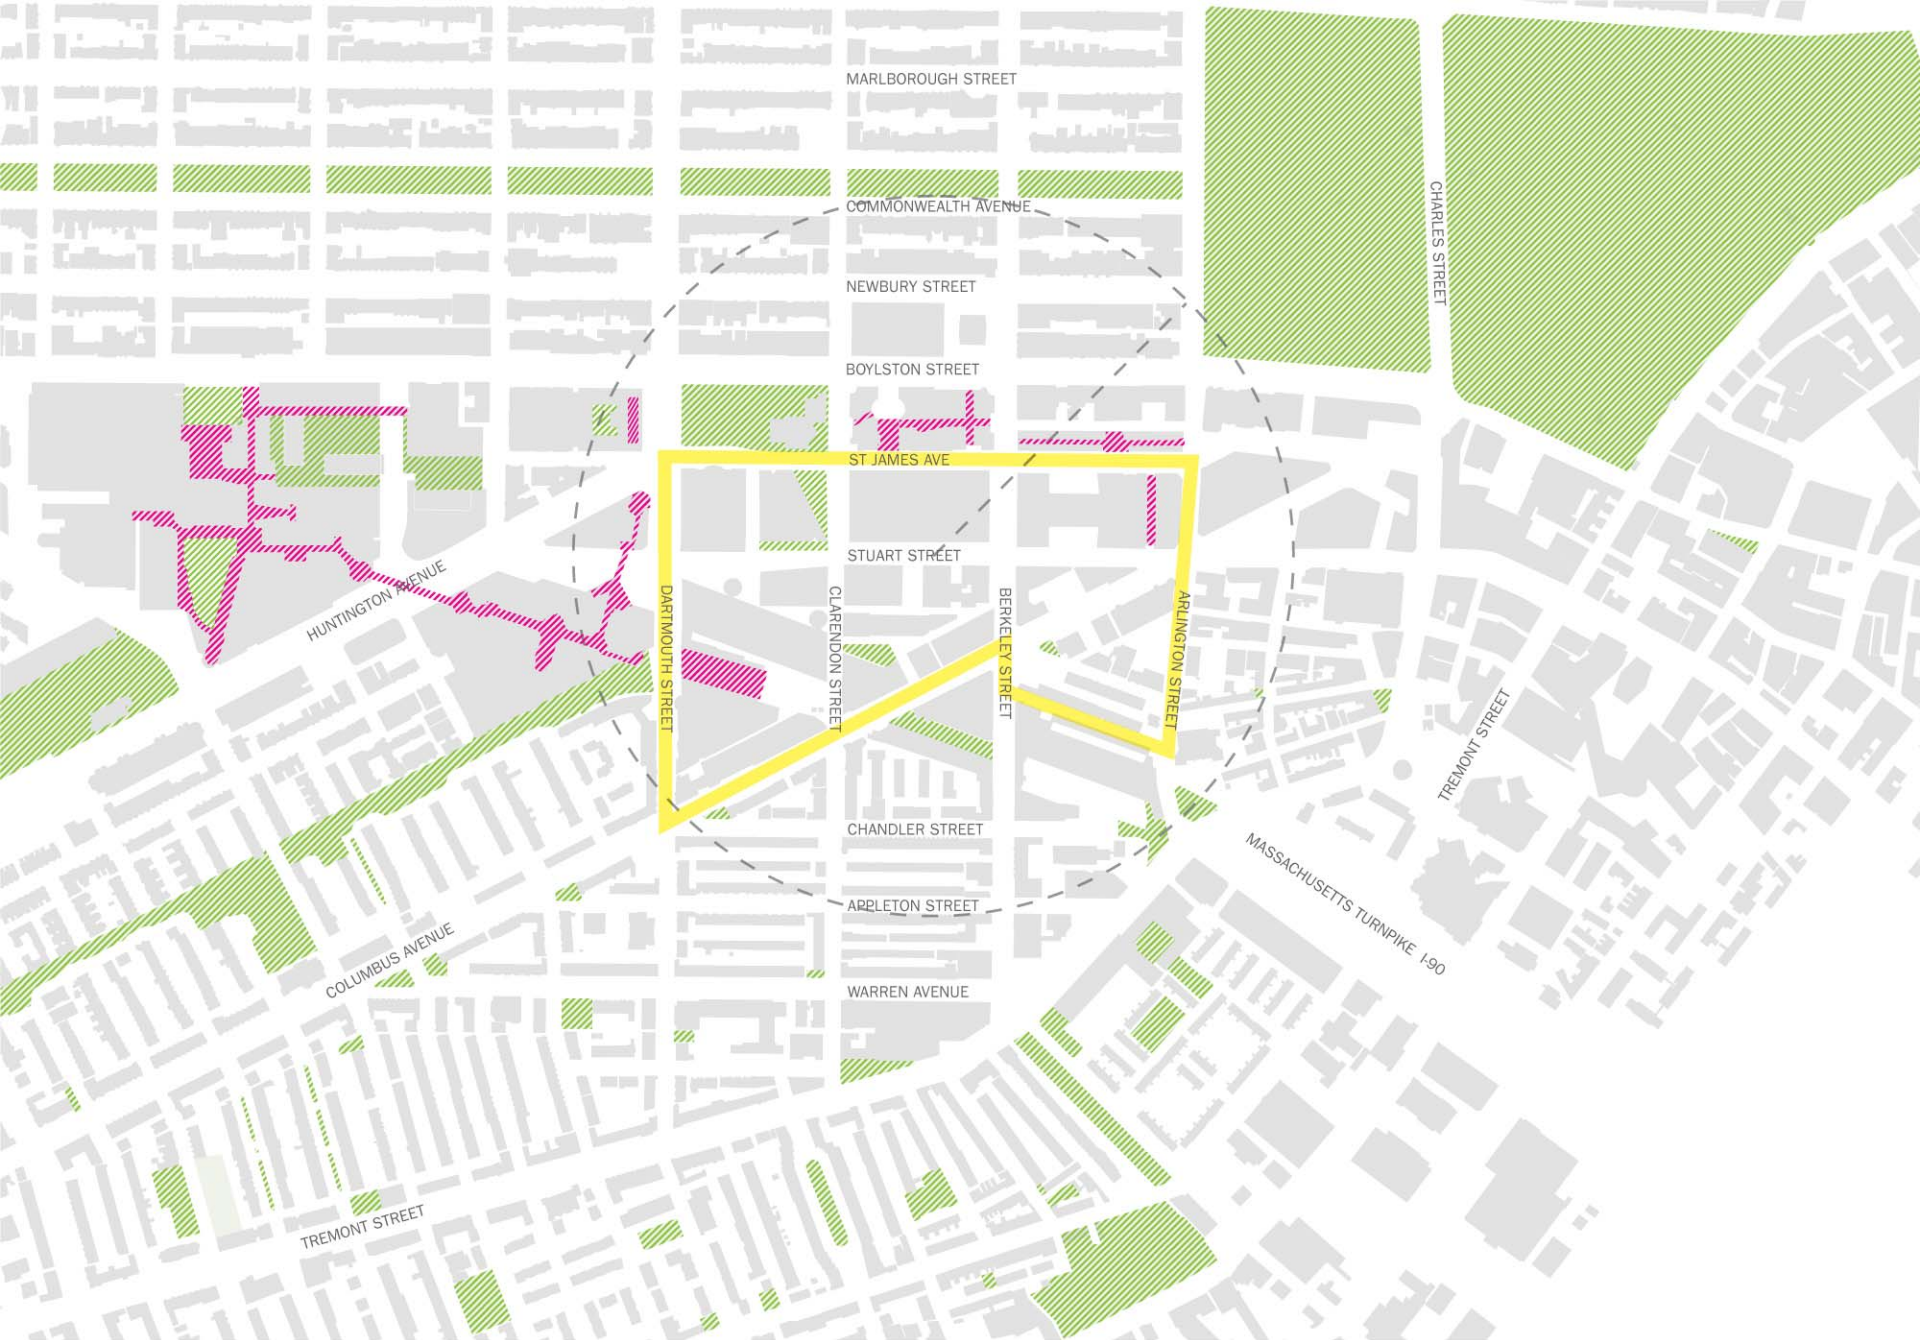 MARLBOROUGH STREET
COMMONWEALTH AVENUE
CHARLES STREET
NEWBURY STREET
BOYLSTON STREET
ST JAMES AVE
STUART STREET
HUNTINGTON AVENUE
DARTMOUTH STREET
CLARENDON STREET
BERKELEY STREET
ARLINGTON STREET
TREMONT STREET
CHANDLER STREET
MASSACHUSETTS TURNPIKE I-90
APPLETON STREET
COLUMBUS AVENUE
WARREN AVENUE
TREMONT STREET